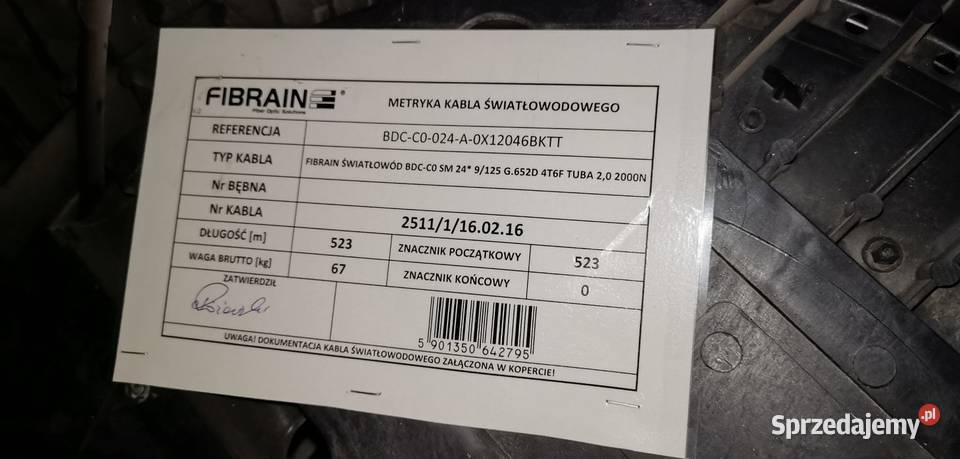 FIBRAIN®
Fiber Optic Solutions
METRYKA KABLA ŚWIATŁOWODOWEGO
REFERENCJA
BDC-C0-024-A-0X12046BKTT
TYP KABLA
FIBRAIN ŚWIATŁOWÓD BDC-C0 SM 24* 9/125 G.652D 4T6F TUBA 2,0 2000N
Nr BĘBNA
Nr KABLA
2511/1/16.02.16
DŁUGOŚĆ [m]
523
ZNACZNIK POCZĄTKOWY
523
WAGA BRUTTO [kg]
67
ZNACZNIK KOŃCOWY
0
ZATWIERDZIŁ
5 901350 642795
UWAGA! DOKUMENTACJA KABLA ŚWIATŁOWODOWEGO ZAŁĄCZONA W KOPERCIE!
Sprzedajemy.pl